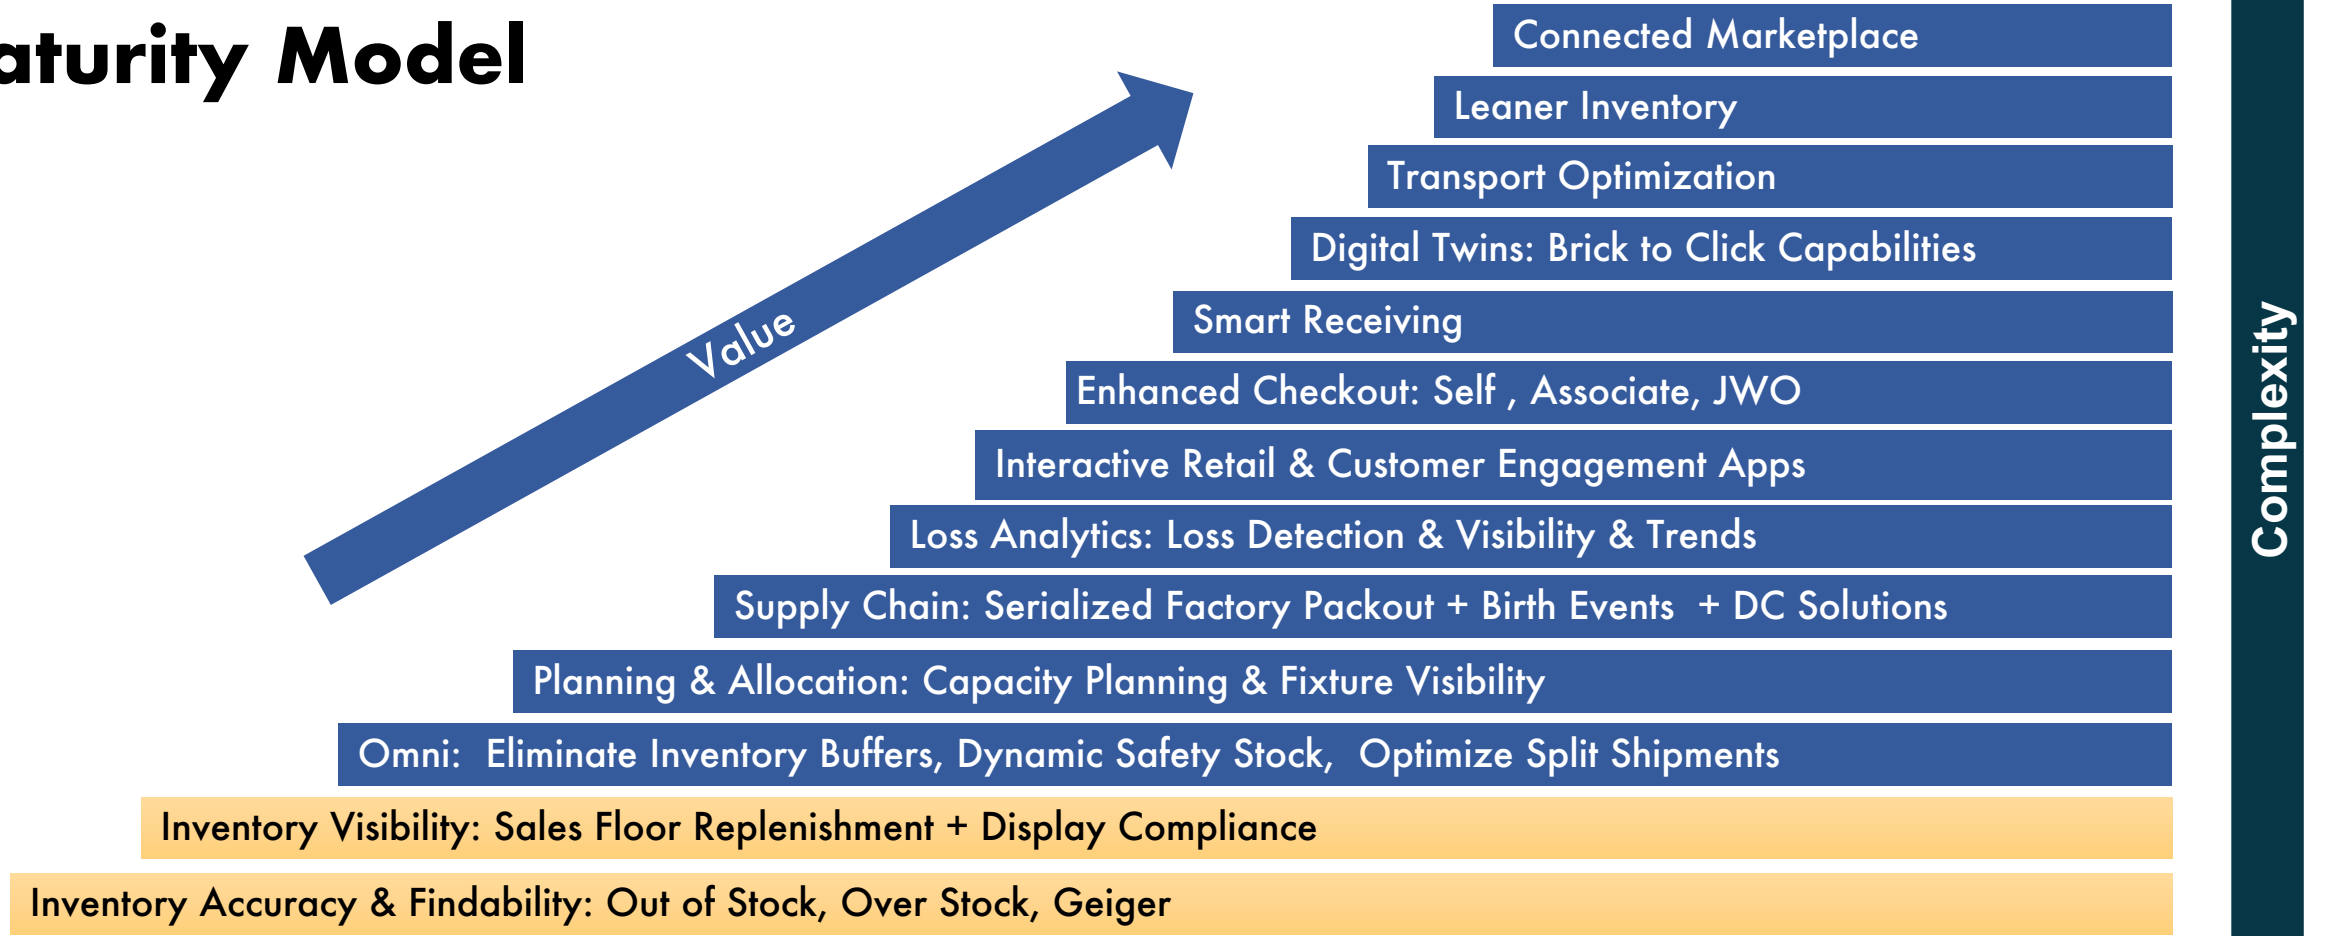 aturity Model
Connected Marketplace
Leaner Inventory
Transport Optimization
Digital Twins: Brick to Click Capabilities
Smart Receiving
Value
Enhanced Checkout: Self , Associate, JWO
Interactive Retail & Customer Engagement Apps
Loss Analytics: Loss Detection & Visibility & Trends
Supply Chain: Serialized Factory Packout + Birth Events + DC Solutions
Planning & Allocation: Capacity Planning & Fixture Visibility
Omni: Eliminate Inventory Buffers, Dynamic Safety Stock, Optimize Split Shipments
Inventory Visibility: Sales Floor Replenishment + Display Compliance
Inventory Accuracy & Findability: Out of Stock, Over Stock, Geiger
Complexity